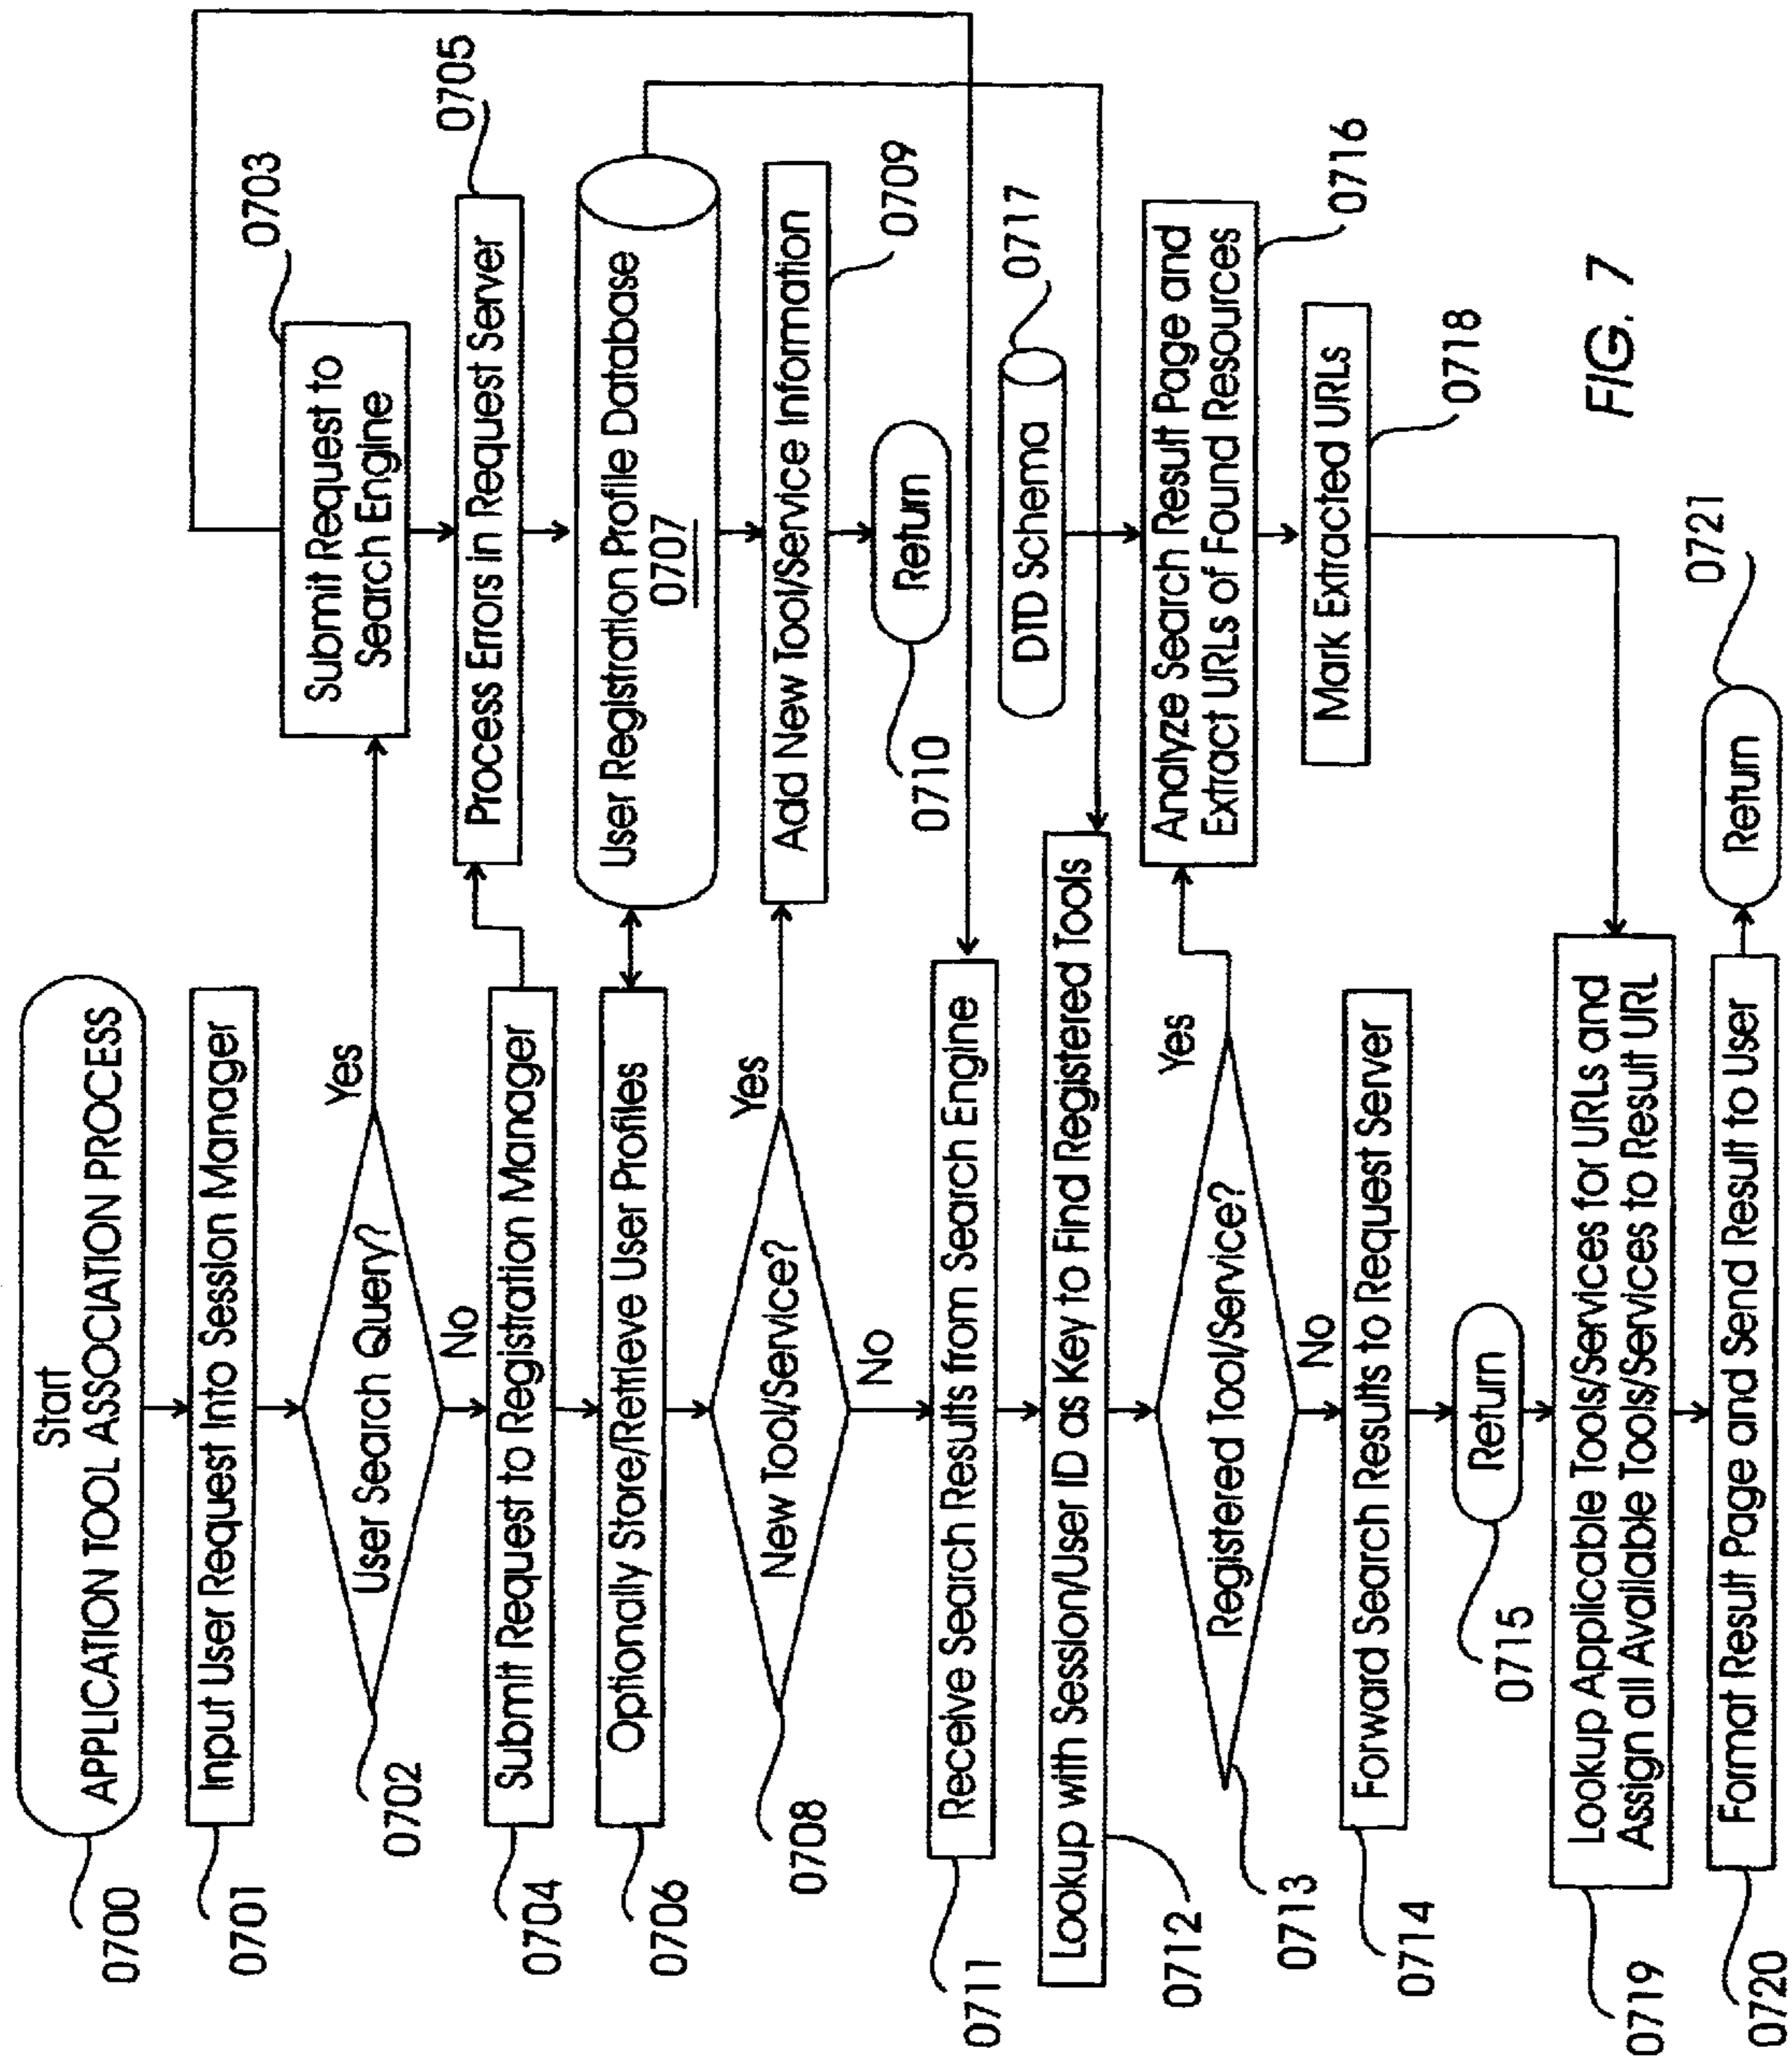 Start
APPLICATION TOOL ASSOCIATION PROCESS
0700
Input User Request Into Session Manager
0701
User Search Query?
0702
Yes
No
Submit Request to
Search Engine
0703
Submit Request to Registration Manager
0704
Process Errors in Request Server
0705
Optionally Store/Retrieve User Profiles
0706
User Registration Profile Database
0707
New Tool/Service?
0708
Yes
No
Add New Tool/Service Information
0709
Return
0710
Receive Search Results from Search Engine
0711
Lookup with Session/User ID as Key to Find Registered Tools
0712
DTD Schema
0717
Registered Tool/Service?
0713
Yes
No
Analyze Search Result Page and
Extract URLs of Found Resources
0716
Forward Search Results to Request Server
0714
Mark Extracted URLs
0718
Return
0715
Lookup Applicable Tools/Services for URLs and
Assign all Available Tools/Services to Result URL
0719
Format Result Page and Send Result to User
0720
Return
0721
FIG. 7